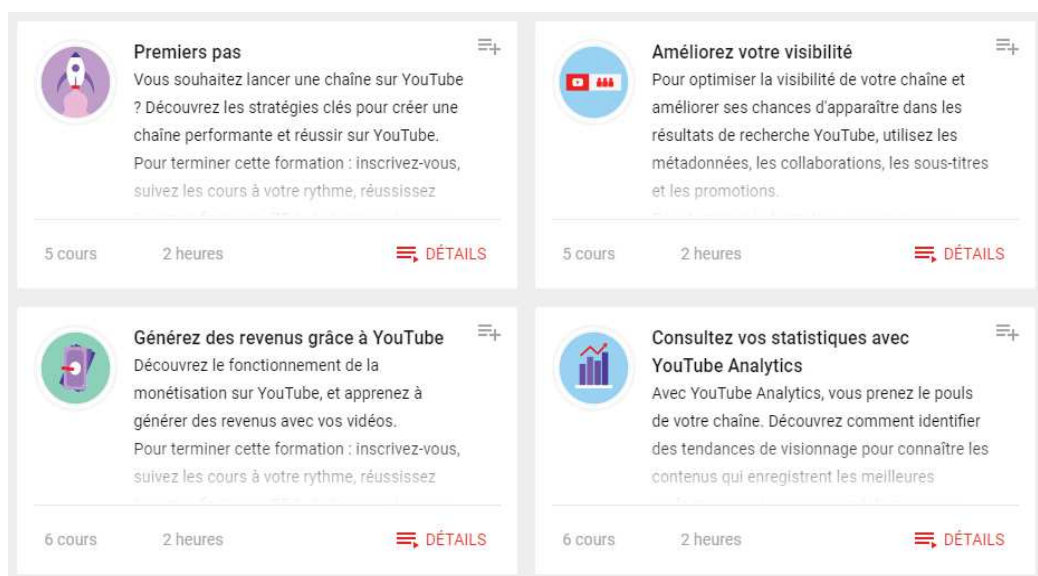 Premiers pas
Vous souhaitez lancer une chaîne sur YouTube
? Découvrez les stratégies clés pour créer une
chaîne performante et réussir sur YouTube.
Pour terminer cette formation : inscrivez-vous,
suivez les cours à votre rythme, réussissez
5 cours
2 heures
DÉTAILS
Améliorez votre visibilité
Pour optimiser la visibilité de votre chaîne et
améliorer ses chances d'apparaître dans les
résultats de recherche YouTube, utilisez les
métadonnées, les collaborations, les sous-titres
et les promotions.
5 cours
2 heures
DÉTAILS
Générez des revenus grâce à YouTube
Découvrez le fonctionnement de la
monétisation sur YouTube, et apprenez à
générer des revenus avec vos vidéos.
Pour terminer cette formation : inscrivez-vous,
suivez les cours à votre rythme, réussissez
6 cours
2 heures
DÉTAILS
Consultez vos statistiques avec
YouTube Analytics
Avec YouTube Analytics, vous prenez le pouls
de votre chaîne. Découvrez comment identifier
des tendances de visionnage pour connaître les
contenus qui enregistrent les meilleures
6 cours
2 heures
DÉTAILS